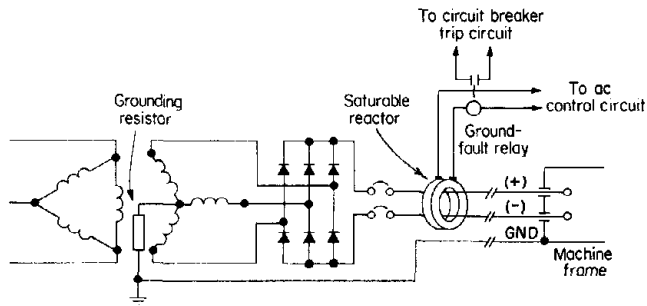 To circuit breaker
trip circuit
Grounding
resistor
Saturable
reactor
To ac
control circuit
Ground-
fault relay
(+)
(-)
GND
Machine
frame